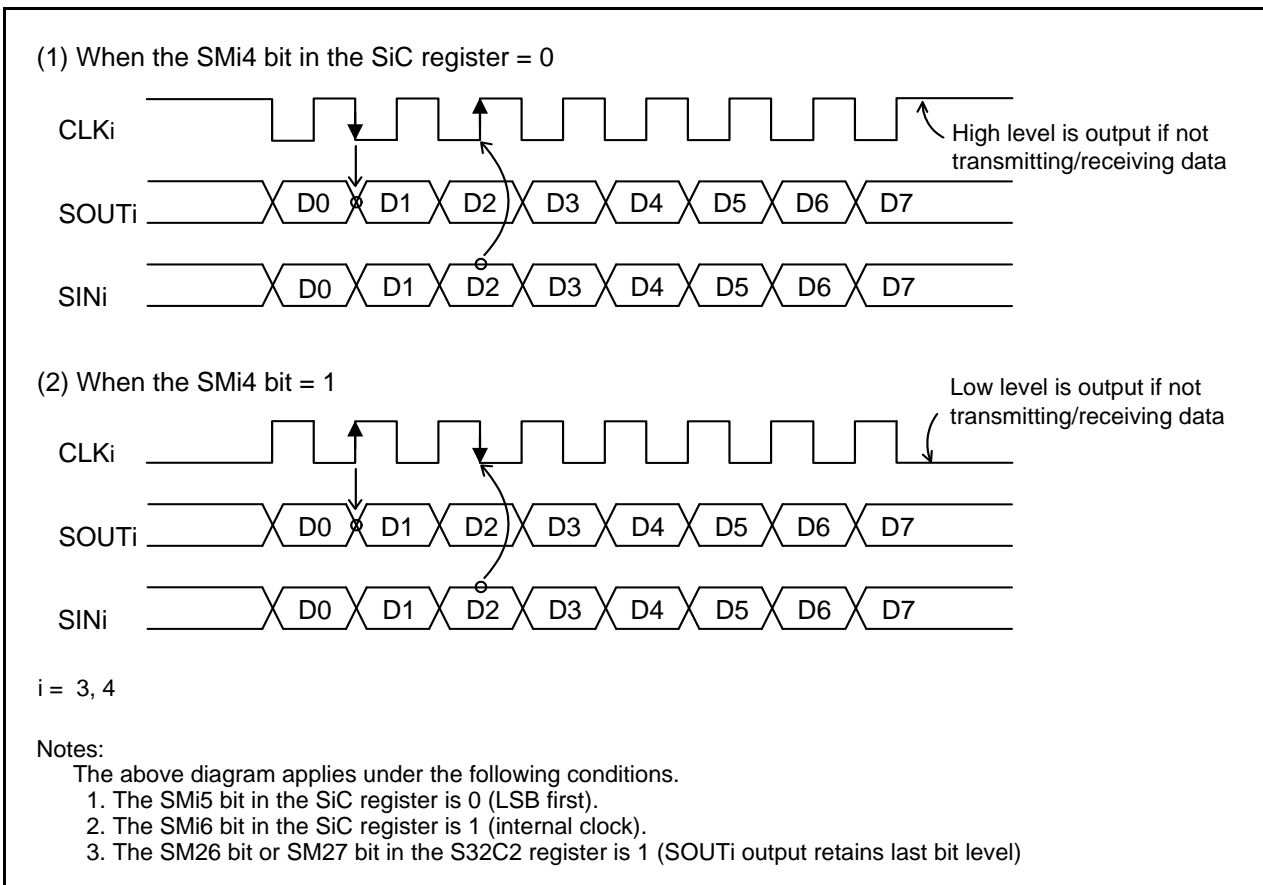 (1) When the SMi4 bit in the SiC register = 0
CLKi
High level is output if not
transmitting/receiving data
SOUTi
D0 D1 D2 D3 D4 D5 D6 D7
SINi
D0 D1 D2 D3 D4 D5 D6 D7
(2) When the SMi4 bit = 1
Low level is output if not
transmitting/receiving data
CLKi
SOUTi
D0 D1 D2 D3 D4 D5 D6 D7
SINi
D0 D1 D2 D3 D4 D5 D6 D7
i = 3, 4
Notes:
The above diagram applies under the following conditions.
1. The SMi5 bit in the SiC register is 0 (LSB first).
2. The SMi6 bit in the SiC register is 1 (internal clock).
3. The SM26 bit or SM27 bit in the S32C2 register is 1 (SOUTi output retains last bit level)